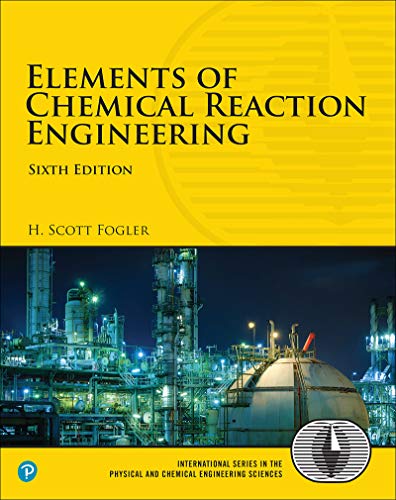 ELEMENTS OF
CHEMICAL REACTION
ENGINEERING
SIXTH EDITION
H. SCOTT FOGLER
INTERNATIONAL SERIES IN THE
PHYSICAL AND CHEMICAL ENGINEERING SCIENCES
P